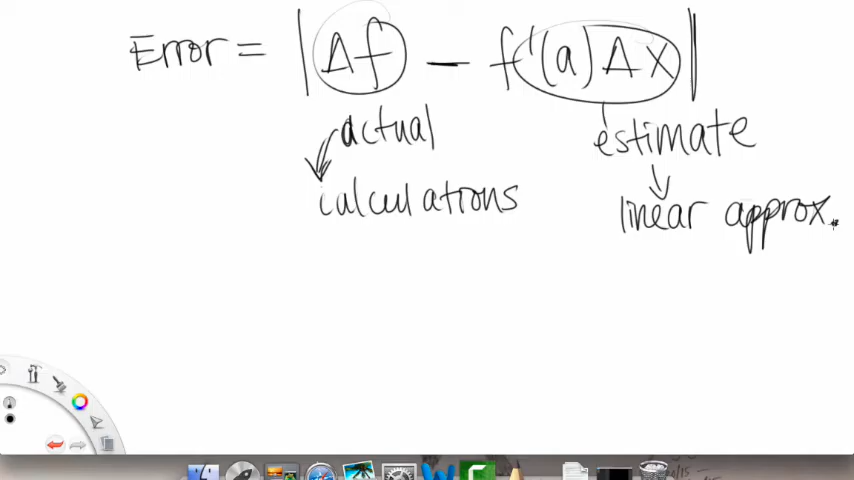 Error = | Δf - f'(a) Δx |
actual
estimate
calculations
linear approx.